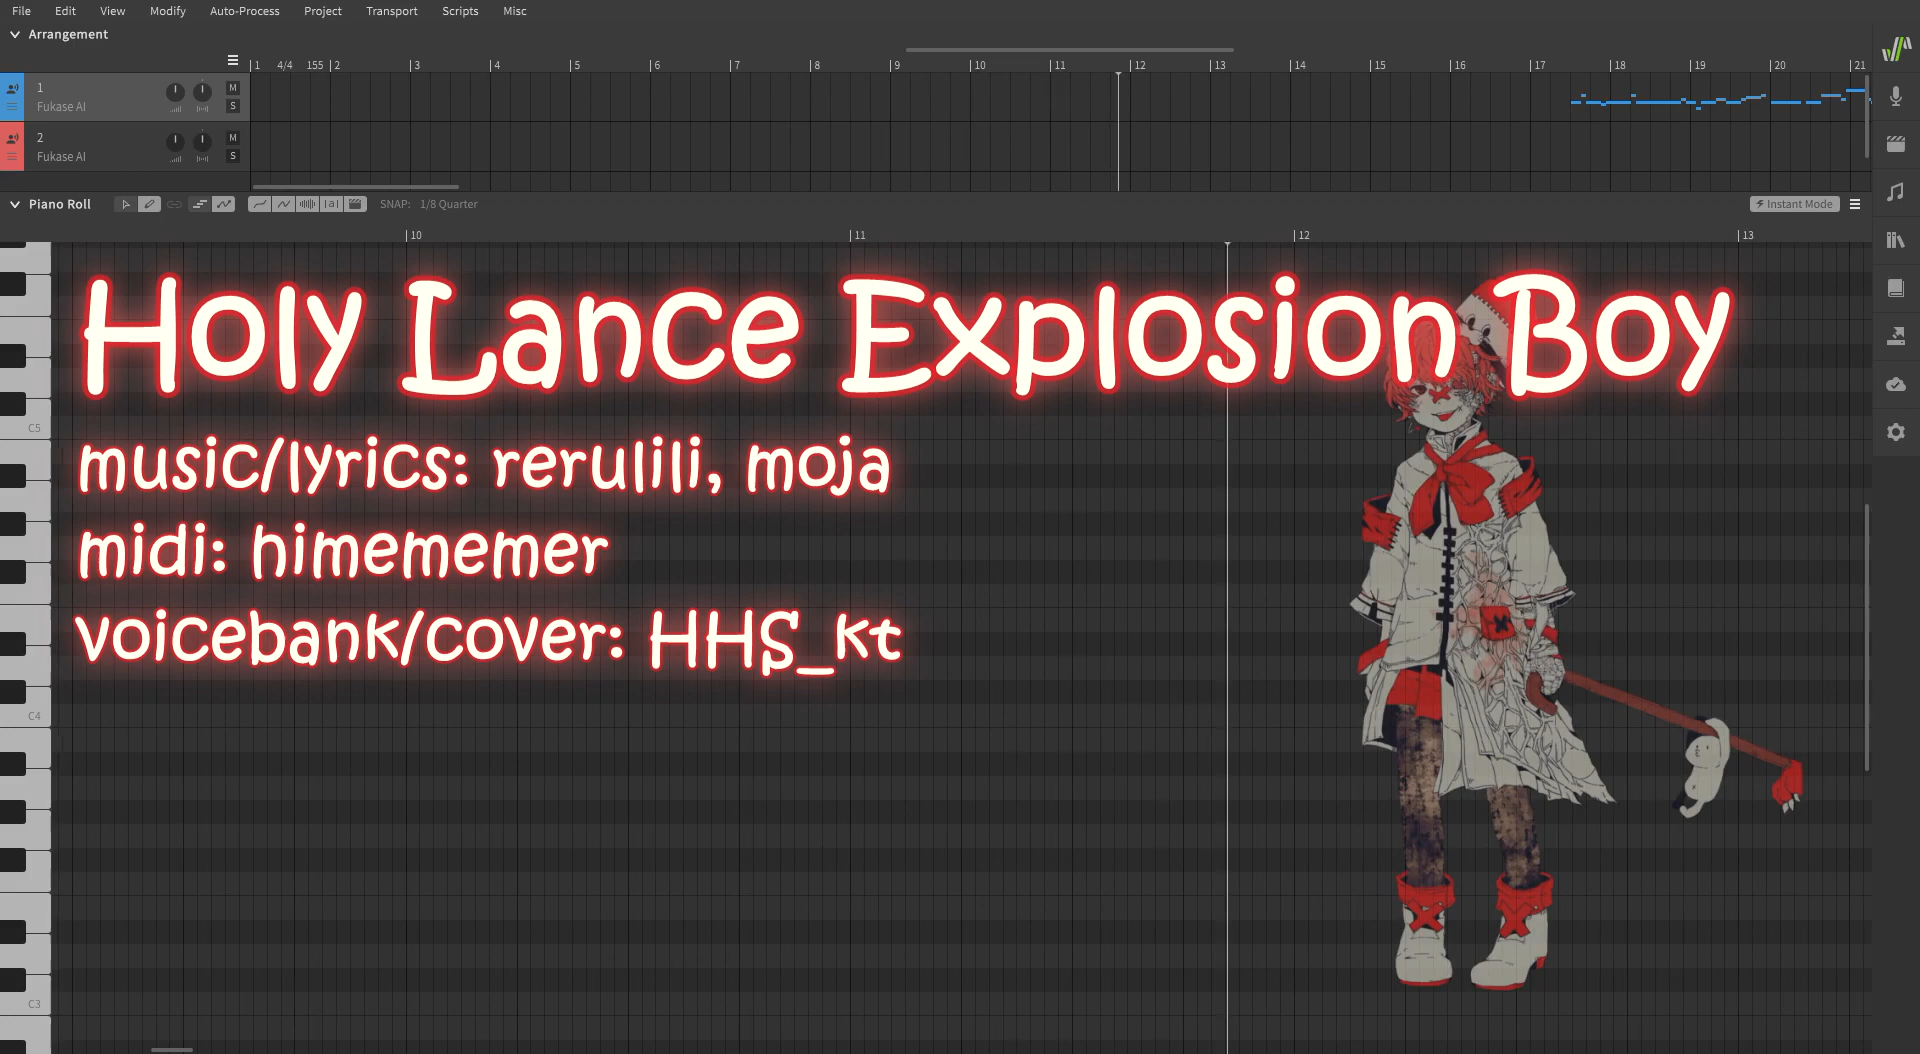 File Edit View Modify Auto-Process Project Transport Scripts Misc
Arrangement
1 4/4 155 2 3 4 5 6 7 8 9 10 11 12 13 14 15 16 17 18 19 20 21
1 M
Fukase AI S
2 M
Fukase AI S
Piano Roll SNAP: 1/8 Quarter Instant Mode
10 11 12 13
Holy Lance Explosion Boy
C5
music/lyrics: rerulili, moja
midi: himememer
voicebank/cover: HHS_kt
C4
C3